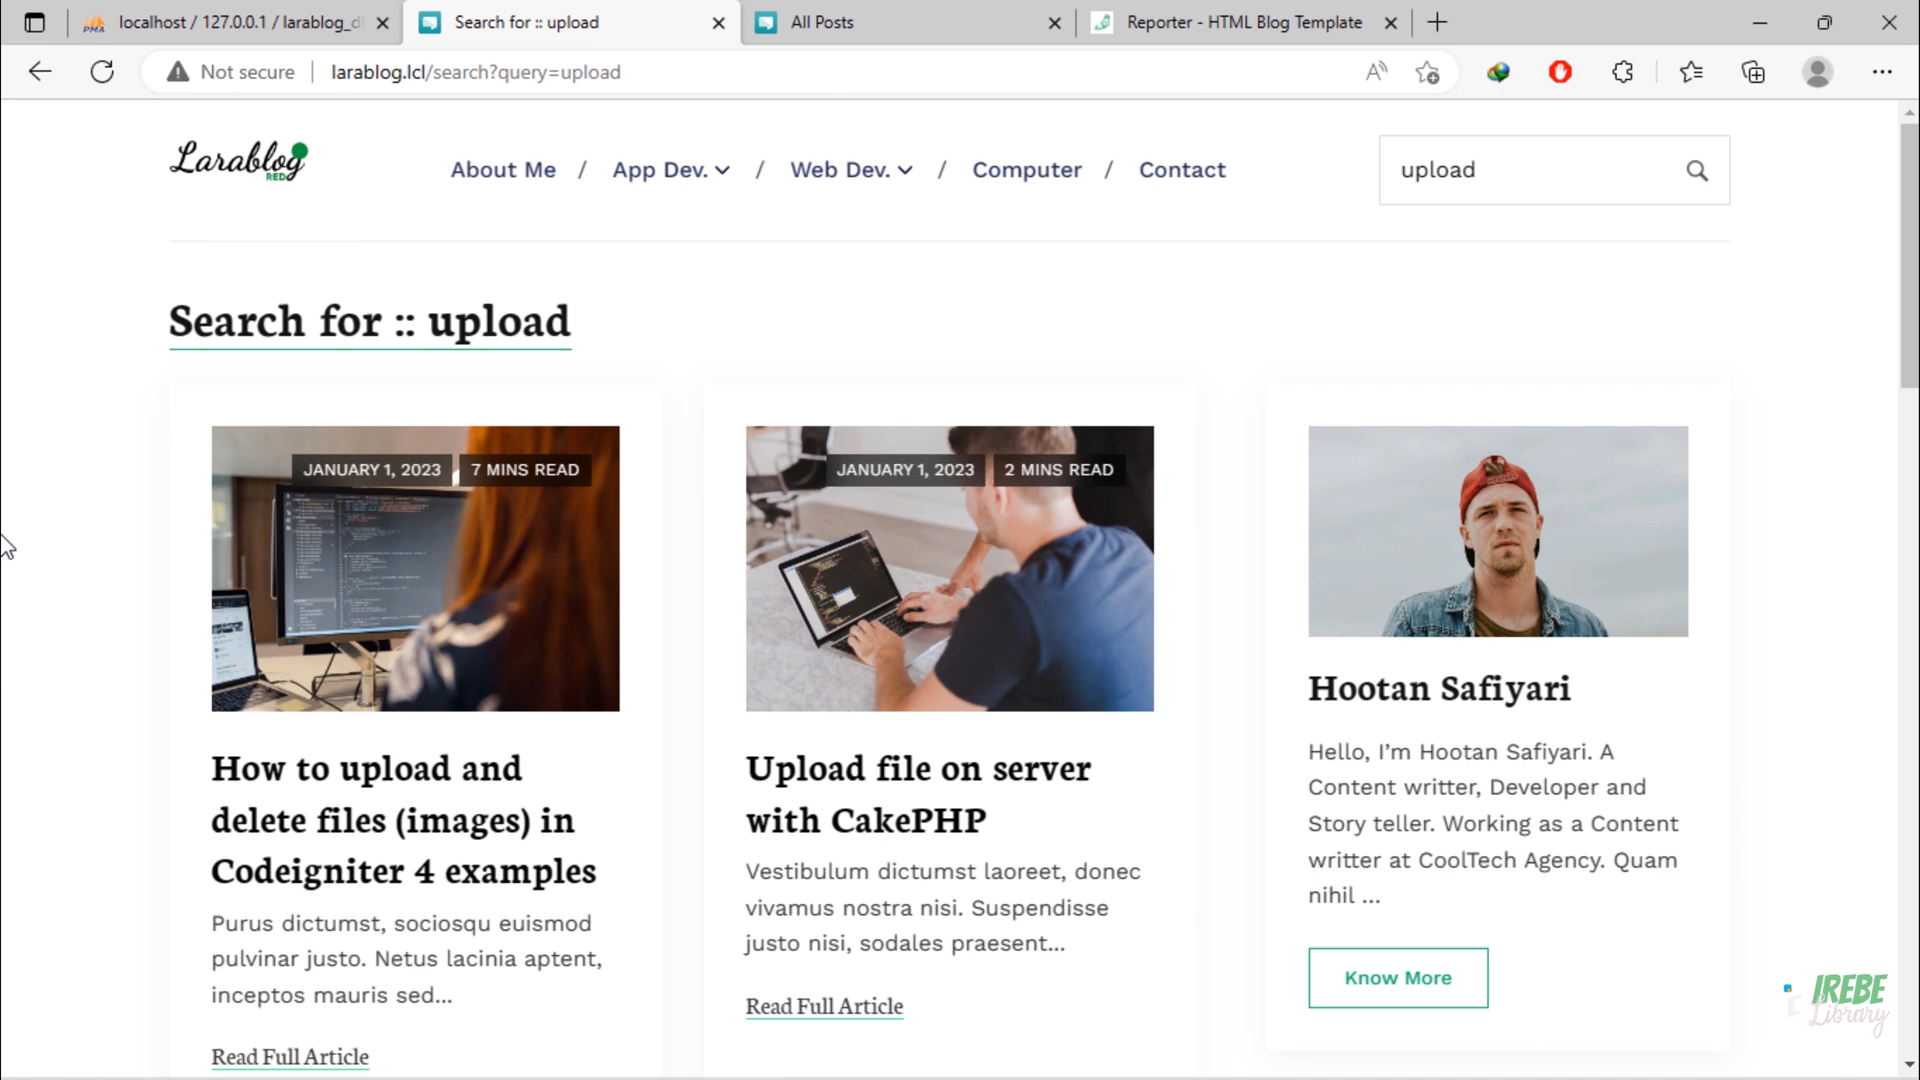 localhost / 127.0.0.1 / larablog_d
Search for :: upload
All Posts
Reporter - HTML Blog Template
Not secure
larablog.lcl/search?query=upload
Larablog
RED
About Me / App Dev. / Web Dev. / Computer / Contact
upload
Search for :: upload
JANUARY 1, 2023
7 MINS READ
How to upload and
delete files (images) in
Codeigniter 4 examples
Purus dictumst, sociosqu euismod
pulvinar justo. Netus lacinia aptent,
inceptos mauris sed...
Read Full Article
JANUARY 1, 2023
2 MINS READ
Upload file on server
with CakePHP
Vestibulum dictumst laoreet, donec
vivamus nostra nisi. Suspendisse
justo nisi, sodales praesent...
Read Full Article
Hootan Safiyari
Hello, I’m Hootan Safiyari. A
Content writter, Developer and
Story teller. Working as a Content
writter at CoolTech Agency. Quam
nihil ...
Know More
IREBE
Library